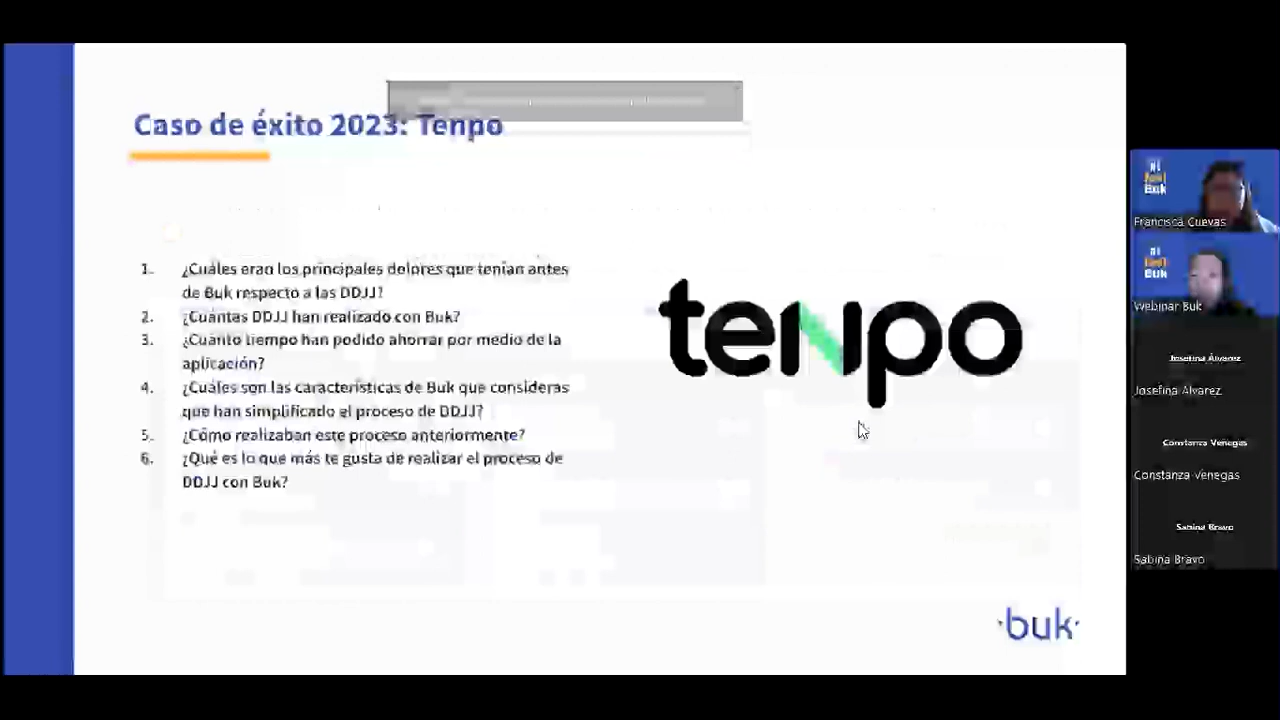 Caso de éxito 2023: Tenpo
1. ¿Cuáles eran los principales dolores que tenían antes
de Buk respecto a las DDJJ?
2. ¿Cuántas DDJJ han realizado con Buk?
3. ¿Cuánto tiempo han podido ahorrar por medio de la
aplicación?
4. ¿Cuáles son las características de Buk que consideras
que han simplificado el proceso de DDJJ?
5. ¿Cómo realizaban este proceso anteriormente?
6. ¿Qué es lo que más te gusta de realizar el proceso de
DDJJ con Buk?
tenpo
·buk·
Buk
Francisca Cuevas
Buk
Webinar Buk
Josefina Álvarez
Josefina Álvarez
Constanza Venegas
Constanza Venegas
Sabina Bravo
Sabina Bravo